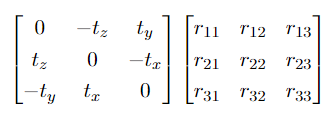 0 −t_z t_y r_11 r_12 r_13
t_z 0 −t_x r_21 r_22 r_23
−t_y t_x 0 r_31 r_32 r_33